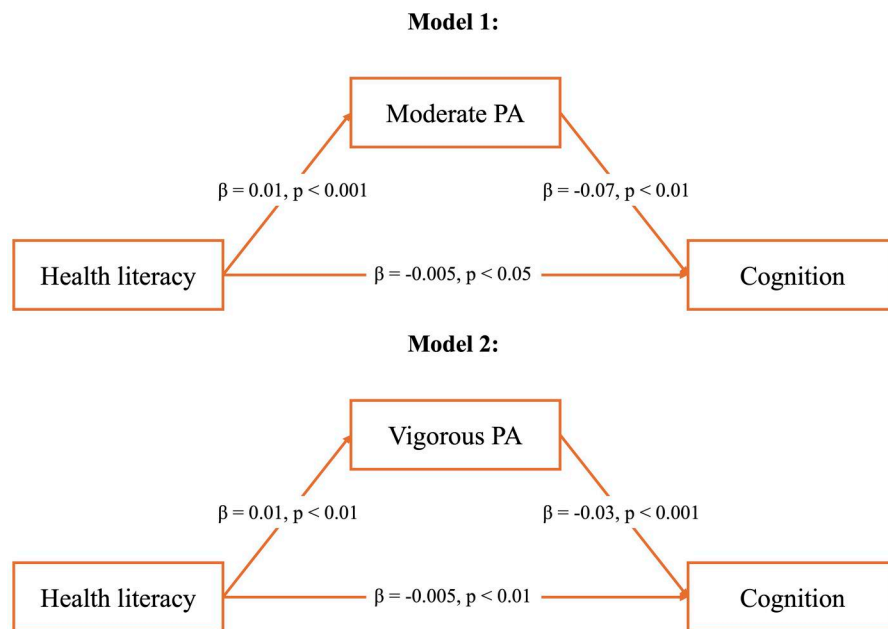 Model 1:
Moderate PA
β = 0.01, p < 0.001
β = -0.07, p < 0.01
Health literacy
β = -0.005, p < 0.05
Cognition
Model 2:
Vigorous PA
β = 0.01, p < 0.01
β = -0.03, p < 0.001
Health literacy
β = -0.005, p < 0.01
Cognition